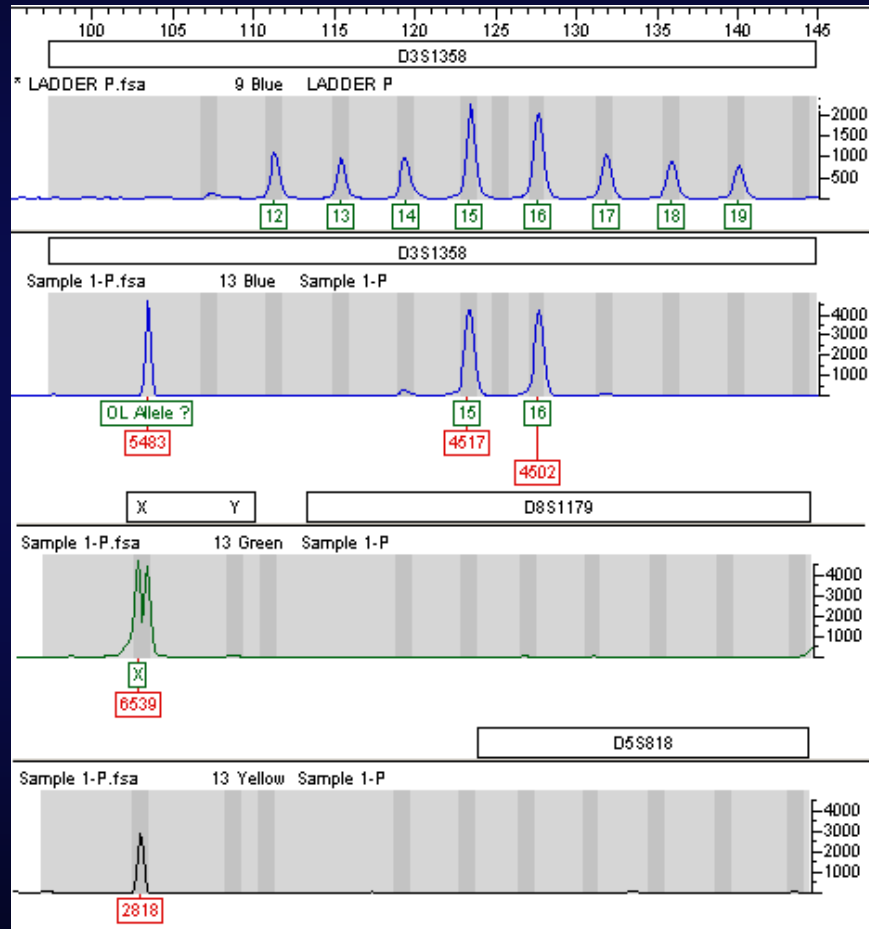 100 105 110 115 120 125 130 135 140 145
D3S1358
* LADDER P.fsa 9 Blue LADDER P
2000
1500
1000
500
12 13 14 15 16 17 18 19
D3S1358
Sample 1-P.fsa 13 Blue Sample 1-P
4000
3000
2000
1000
OL Allele ? 15 16
5483 4517
4502
X Y D8S1179
Sample 1-P.fsa 13 Green Sample 1-P
4000
3000
2000
1000
X
6539
D5S818
Sample 1-P.fsa 13 Yellow Sample 1-P
4000
3000
2000
1000
2818